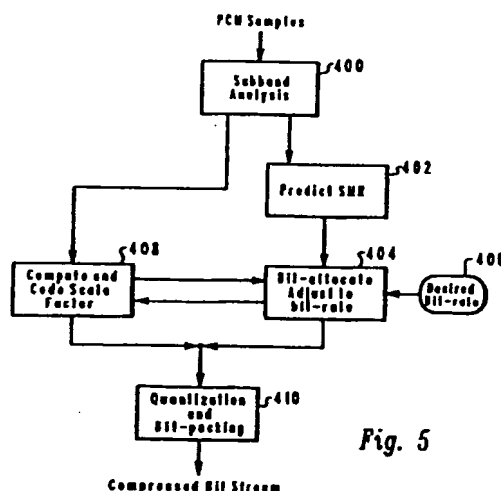 PCM Samples
400
Subband
Analysis
402
Predict SMR
408
Compute and
Code Scale
Factor
404
Bit-allocate
Adjust to
bit-rate
406
Desired
Bit-rate
410
Quantization
and
Bit-packing
Fig. 5
Compressed Bit Stream